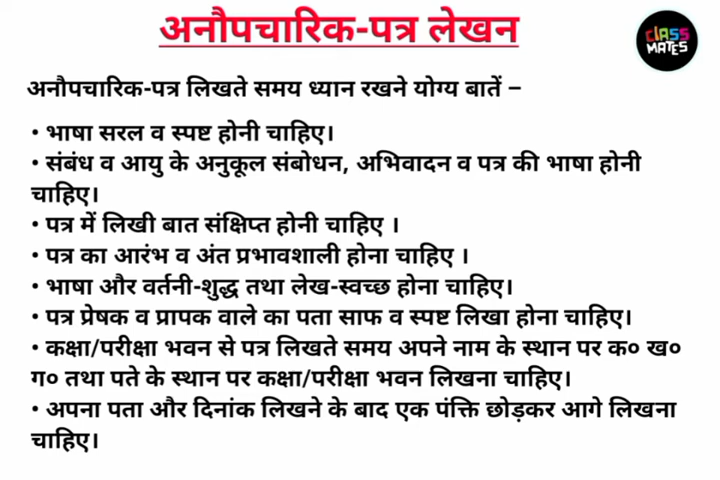 अनौपचारिक-पत्र लेखन
CLASS
MATES
अनौपचारिक-पत्र लिखते समय ध्यान रखने योग्य बातें –
• भाषा सरल व स्पष्ट होनी चाहिए।
• संबंध व आयु के अनुकूल संबोधन, अभिवादन व पत्र की भाषा होनी
चाहिए।
• पत्र में लिखी बात संक्षिप्त होनी चाहिए ।
• पत्र का आरंभ व अंत प्रभावशाली होना चाहिए ।
• भाषा और वर्तनी-शुद्ध तथा लेख-स्वच्छ होना चाहिए।
• पत्र प्रेषक व प्रापक वाले का पता साफ व स्पष्ट लिखा होना चाहिए।
• कक्षा/परीक्षा भवन से पत्र लिखते समय अपने नाम के स्थान पर क० ख०
ग० तथा पते के स्थान पर कक्षा/परीक्षा भवन लिखना चाहिए।
• अपना पता और दिनांक लिखने के बाद एक पंक्ति छोड़कर आगे लिखना
चाहिए।